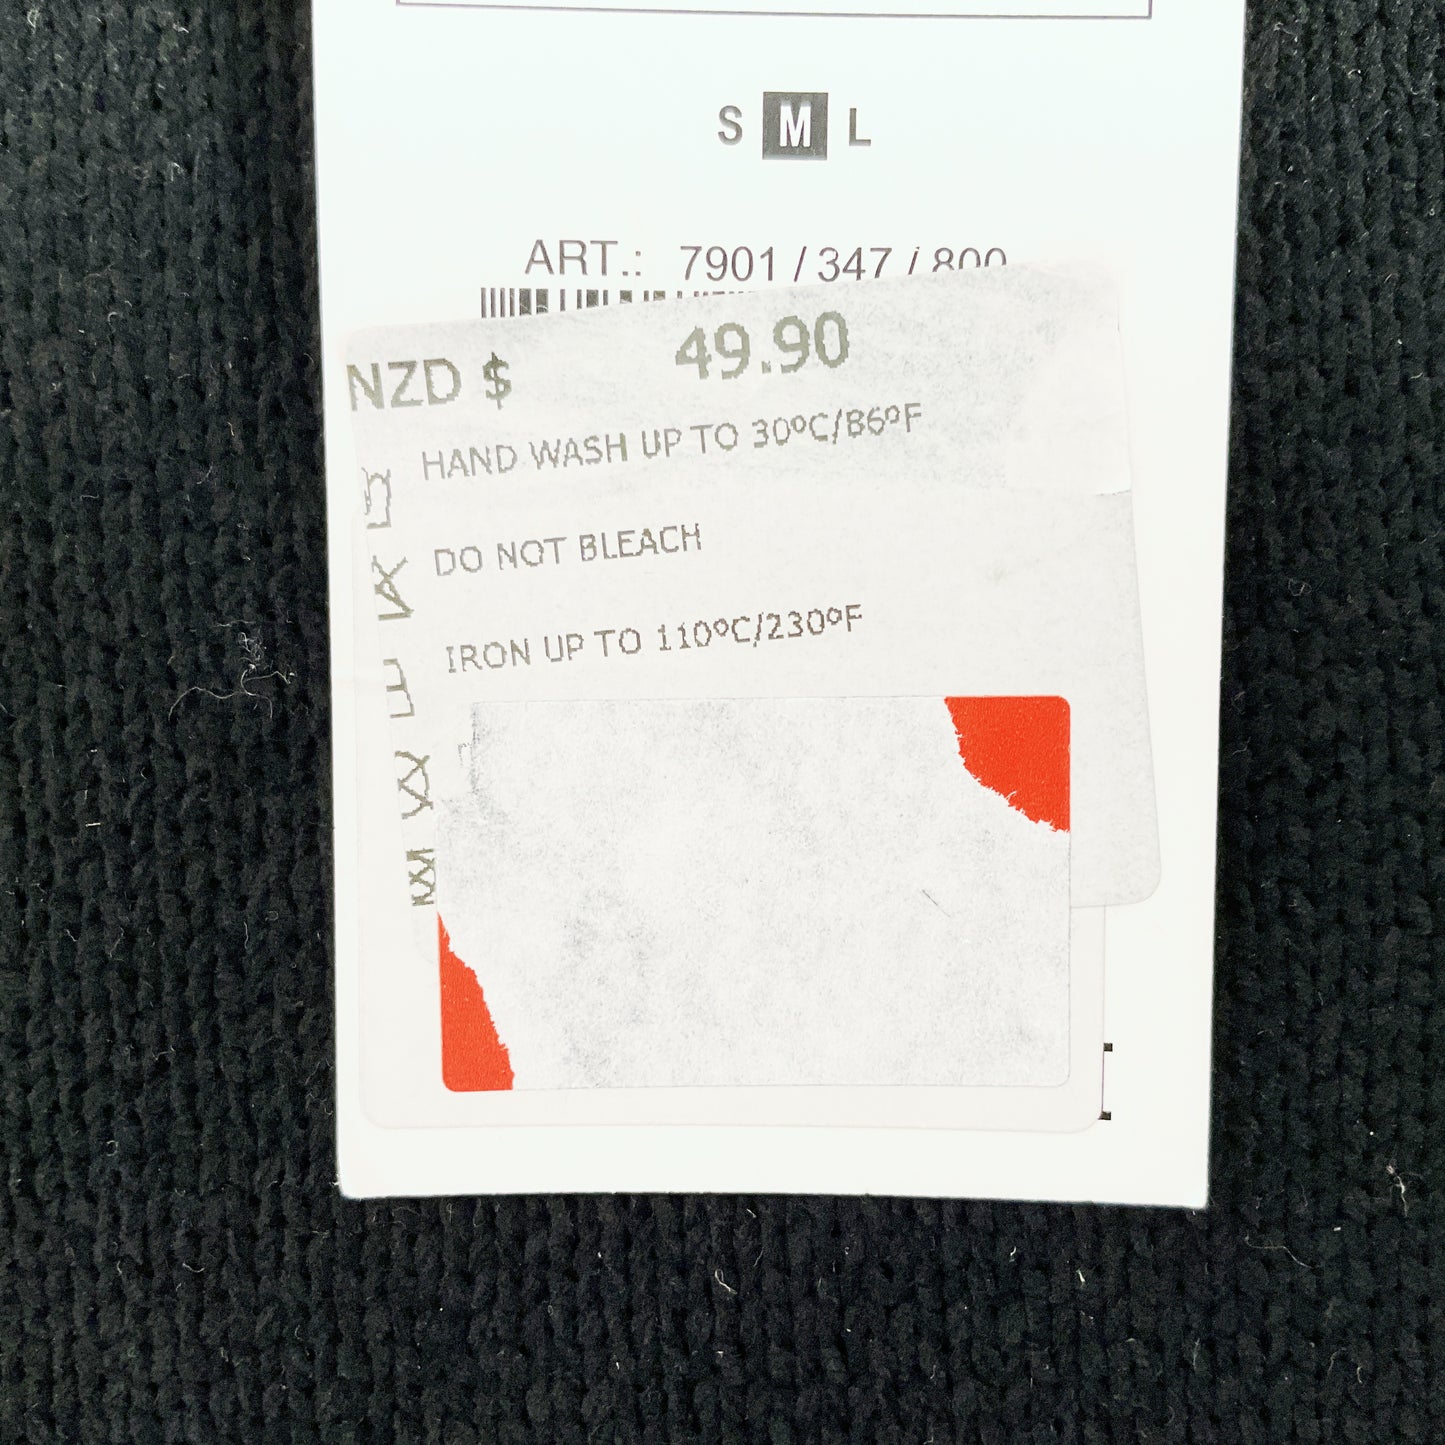 S M L
ART.: 7901 / 347 / 800
NZD $ 49.90
HAND WASH UP TO 30ºC/86ºF
DO NOT BLEACH
IRON UP TO 110ºC/230ºF